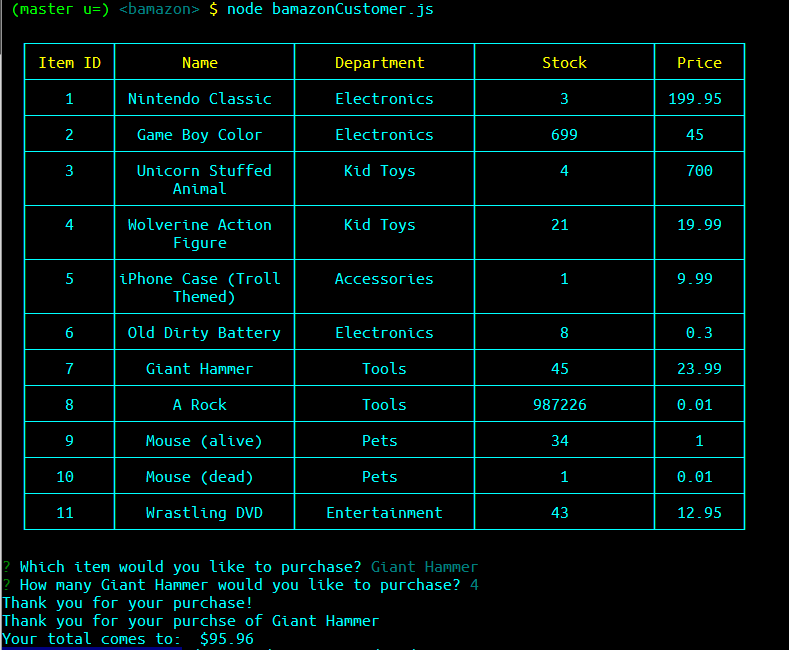 (master u=) <bamazon> $ node bamazonCustomer.js
Item ID Name Department Stock Price
1 Nintendo Classic Electronics 3 199.95
2 Game Boy Color Electronics 699 45
3 Unicorn Stuffed Kid Toys 4 700
Animal
4 Wolverine Action Kid Toys 21 19.99
Figure
5 iPhone Case (Troll Accessories 1 9.99
Themed)
6 Old Dirty Battery Electronics 8 0.3
7 Giant Hammer Tools 45 23.99
8 A Rock Tools 987226 0.01
9 Mouse (alive) Pets 34 1
10 Mouse (dead) Pets 1 0.01
11 Wrastling DVD Entertainment 43 12.95
? Which item would you like to purchase? Giant Hammer
? How many Giant Hammer would you like to purchase? 4
Thank you for your purchase!
Thank you for your purchse of Giant Hammer
Your total comes to:  $95.96